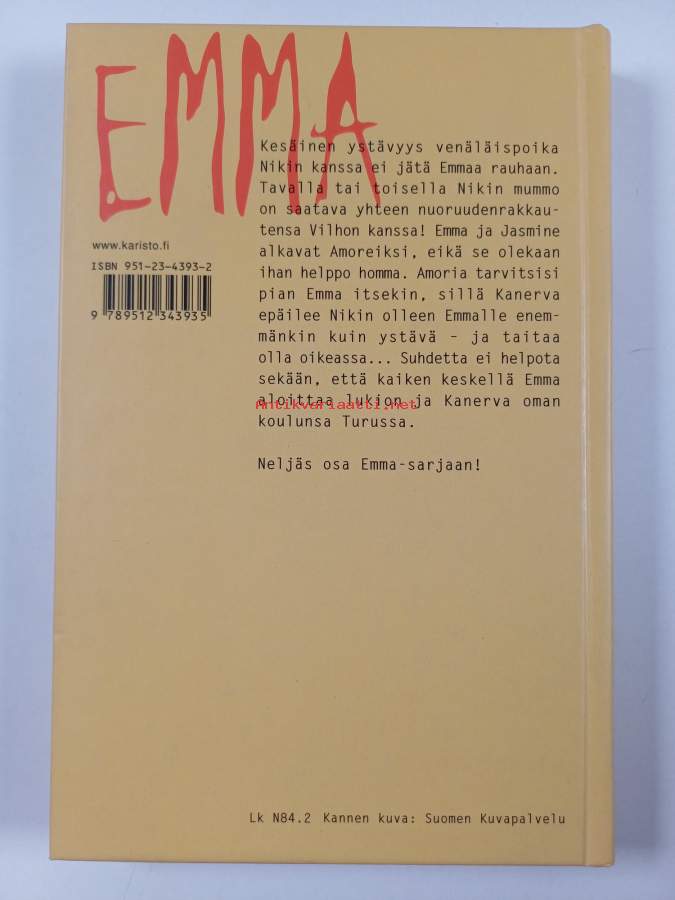 EMMA
Kesäinen ystävyys venäläispoika
Nikin kanssa ei jätä Emmaa rauhaan.
Tavalla tai toisella Nikin mummo
on saatava yhteen nuoruudenrakkau-
tensa Vilhon kanssa! Emma ja Jasmine
alkavat Amoreiksi, eikä se olekaan
ihan helppo homma. Amoria tarvitsisi
pian Emma itsekin, sillä Kanerva
epäilee Nikin olleen Emmalle enem-
mänkin kuin ystävä – ja taitaa
olla oikeassa... Suhdetta ei helpota
sekään, että kaiken keskellä Emma
aloittaa lukion ja Kanerva oman
koulunsa Turussa.
Neljäs osa Emma-sarjaan!
www.karisto.fi
ISBN 951-23-4393-2
9 789512 343935
Antikvariaatti.net
Lk N84.2 Kannen kuva: Suomen Kuvapalvelu